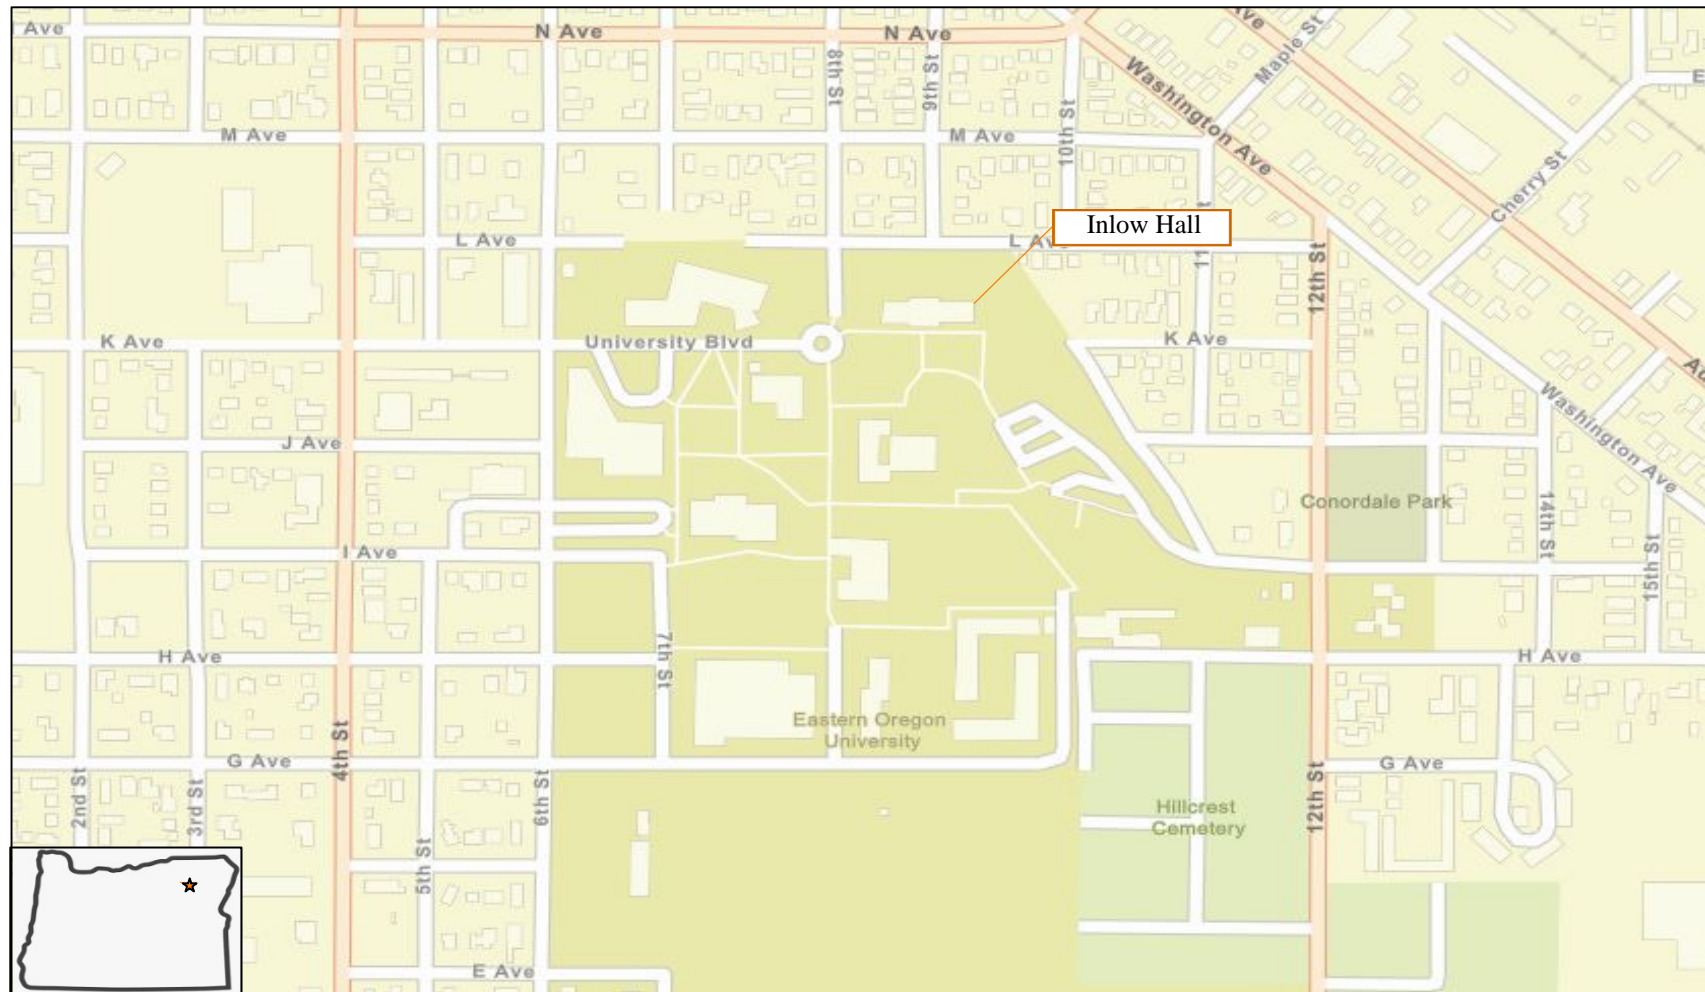 Ave
N Ave
N Ave
Ave
Maple St
E
8th St
9th St
Washington Ave
M Ave
M Ave
10th St
Cherry St
Inlow Hall
L Ave
L Av
11
t
12th St
K Ave
University Blvd
K Ave
Washington Ave
J Ave
Conordale Park
14th St
I Ave
15th St
H Ave
7th St
H Ave
Eastern Oregon
University
4th St
G Ave
G Ave
2nd St
3rd St
6th St
12th St
Hillcrest
Cemetery
5th St
E Ave